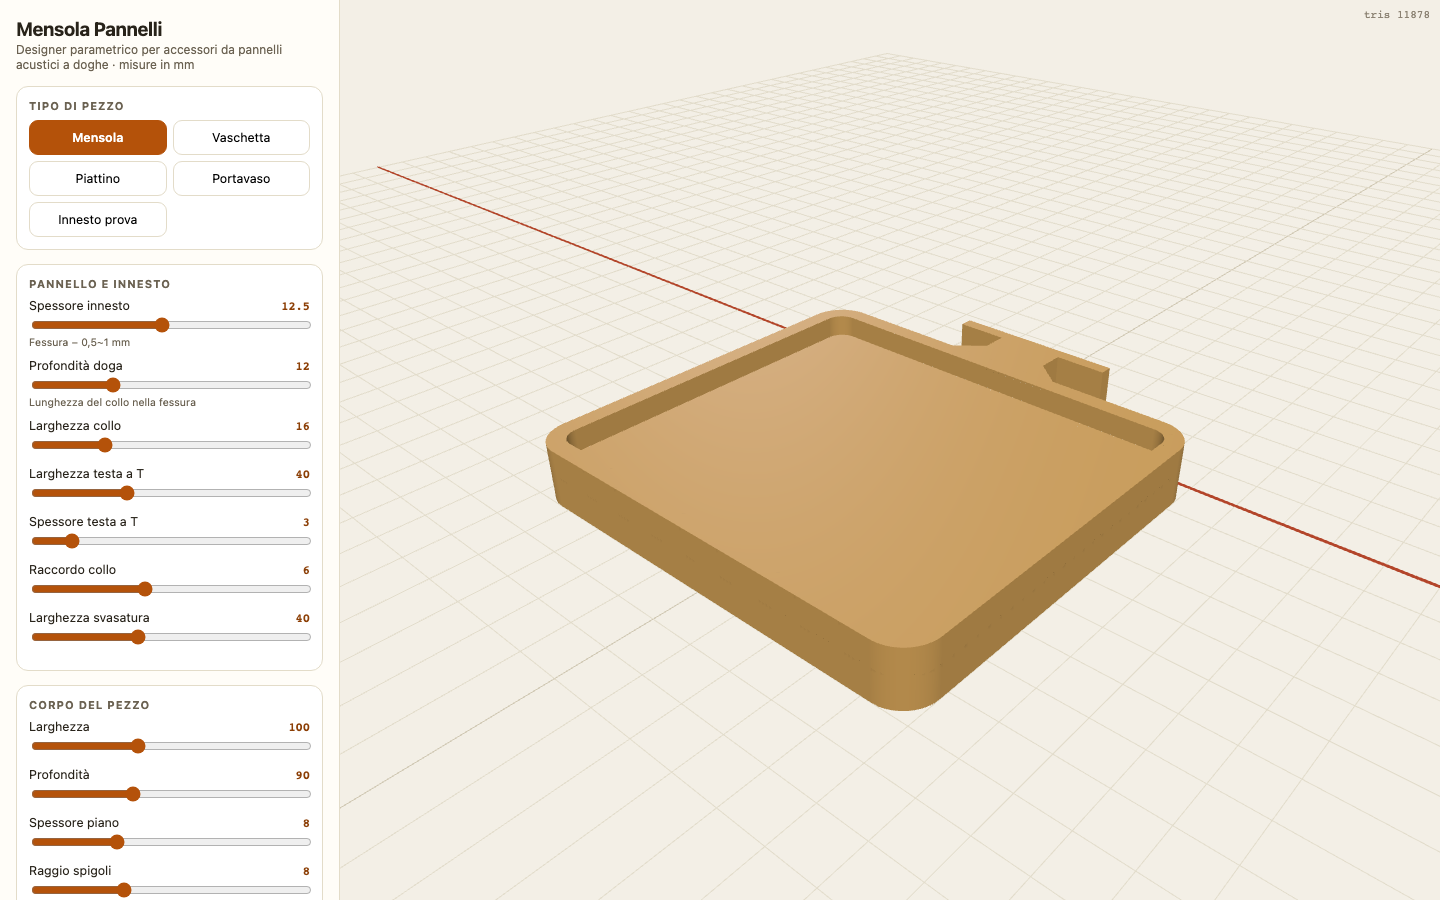 Mensola Pannelli
Designer parametrico per accessori da pannelli
acustici a doghe · misure in mm
TIPO DI PEZZO
Mensola
Vaschetta
Piattino
Portavaso
Innesto prova
PANNELLO E INNESTO
Spessore innesto 12.5
Fessura − 0,5~1 mm
Profondità doga 12
Lunghezza del collo nella fessura
Larghezza collo 16
Larghezza testa a T 40
Spessore testa a T 3
Raccordo collo 6
Larghezza svasatura 40
CORPO DEL PEZZO
Larghezza 100
Profondità 90
Spessore piano 8
Raggio spigoli 8
tris 11878